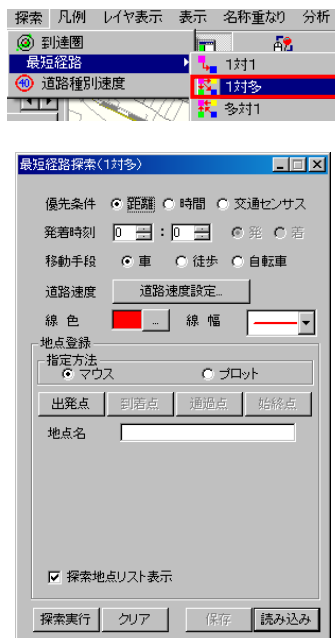 探索 凡例 レイヤ表示 表示 名称重なり 分析
到達圏
最短経路
1対1
40 道路種別速度
1対多
多対1
最短経路探索(1対多)
優先条件 距離 時間 交通センサス
発着時刻 0 : 0 発 着
移動手段 車 徒歩 自転車
道路速度 道路速度設定...
線 色 ... 線 幅
地点登録
指定方法
マウス プロット
出発点 到着点 通過点 始終点
地点名
探索地点リスト表示
探索実行 クリア 保存 読み込み